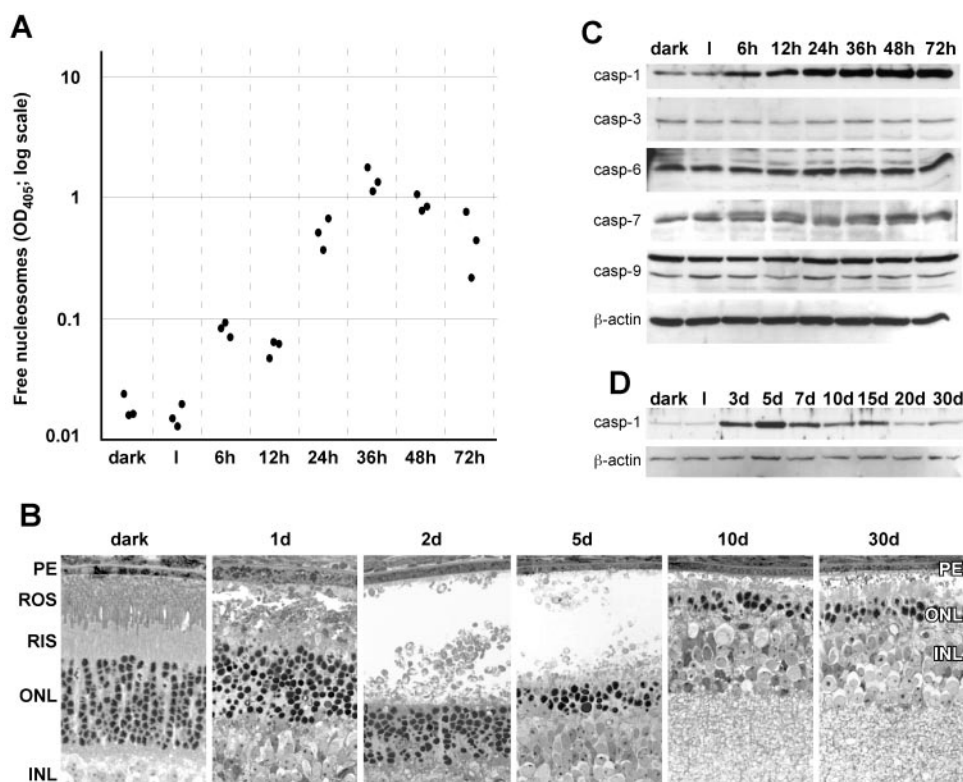 A
Free nucleosomes (OD405; log scale)
10
1
0.1
0.01
dark I 6h 12h 24h 36h 48h 72h
C
dark I 6h 12h 24h 36h 48h 72h
casp-1
casp-3
casp-6
casp-7
casp-9
β-actin
D
dark I 3d 5d 7d 10d 15d 20d 30d
casp-1
β-actin
B
dark 1d 2d 5d 10d 30d
PE
ROS
RIS
ONL
INL
PE
ONL
INL